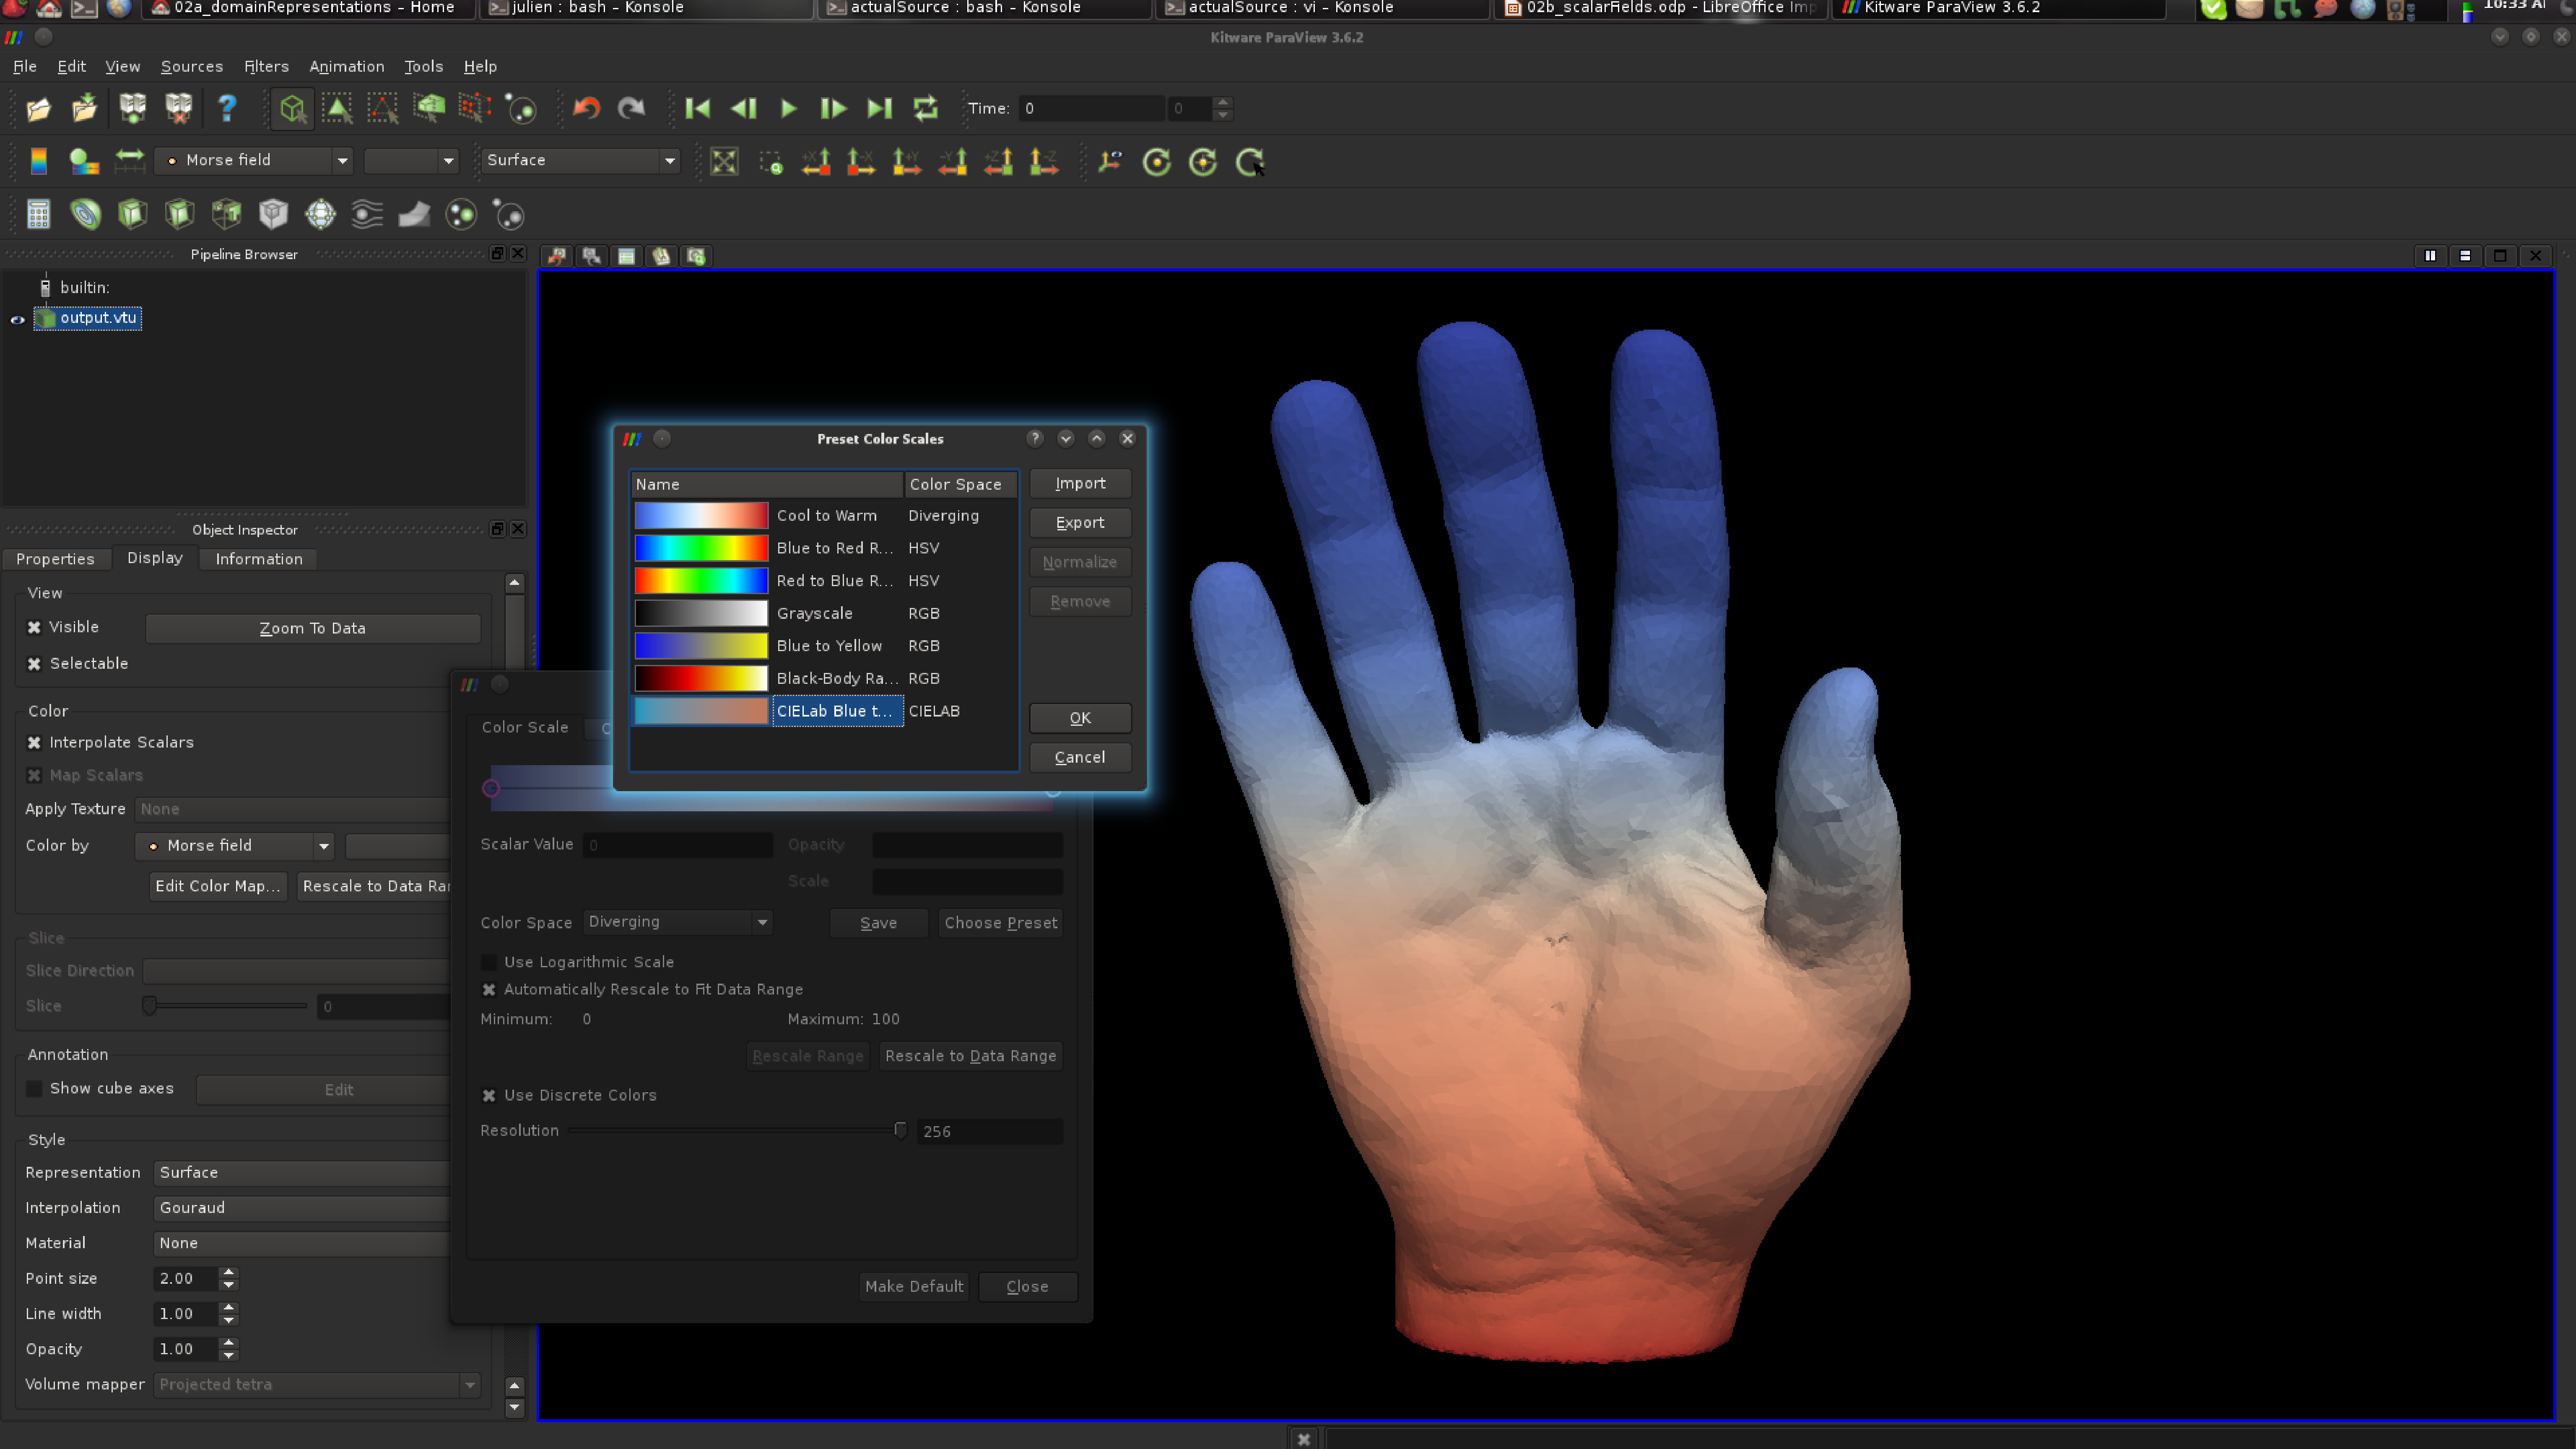 02a_domainRepresentations - Home
julien : bash - Konsole
actualSource : bash - Konsole
actualSource : vi - Konsole
02b_scalarFields.odp - LibreOffice Imp
Kitware ParaView 3.6.2
Kitware ParaView 3.6.2
File Edit View Sources Filters Animation Tools Help
Time: 0 0
Morse field
Surface
Pipeline Browser
builtin:
output.vtu
Object Inspector
Properties Display Information
View
Visible Zoom To Data
Selectable
Color
Interpolate Scalars
Map Scalars
Apply Texture None
Color by Morse field
Edit Color Map... Rescale to Data Ra
Slice
Slice Direction
Slice 0
Annotation
Show cube axes Edit
Style
Representation Surface
Interpolation Gouraud
Material None
Point size 2.00
Line width 1.00
Opacity 1.00
Volume mapper Projected tetra
Preset Color Scales
Name Color Space
Cool to Warm Diverging
Blue to Red R... HSV
Red to Blue R... HSV
Grayscale RGB
Blue to Yellow RGB
Black-Body Ra... RGB
CIELab Blue t... CIELAB
Import
Export
Normalize
Remove
OK
Cancel
Color Scale
Scalar Value 0 Opacity
Scale
Color Space Diverging Save Choose Preset
Use Logarithmic Scale
Automatically Rescale to Fit Data Range
Minimum: 0 Maximum: 100
Rescale Range Rescale to Data Range
Use Discrete Colors
Resolution 256
Make Default Close